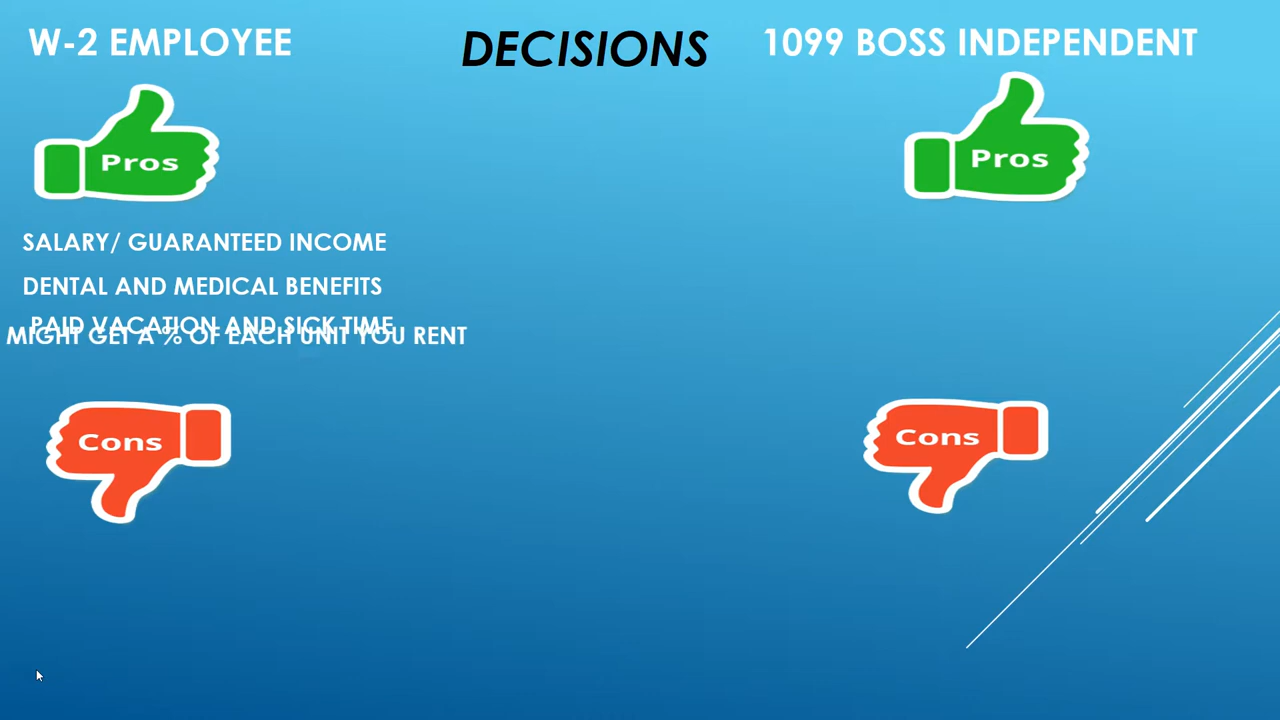 W-2 EMPLOYEE
DECISIONS
1099 BOSS INDEPENDENT
Pros
Pros
SALARY/ GUARANTEED INCOME
DENTAL AND MEDICAL BENEFITS
PAID VACATION AND SICK TIME
MIGHT GET A % OF EACH UNIT YOU RENT
Cons
Cons